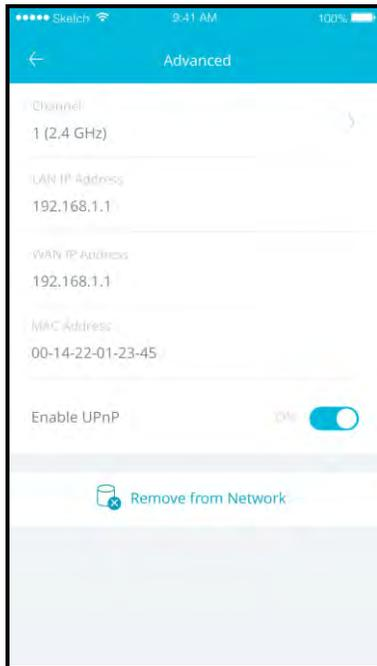 Sketch 9:41 AM 100%
Advanced
Channel
1 (2.4 GHz)
LAN IP Address
192.168.1.1
WAN IP Address
192.168.1.1
MAC Address
00-14-22-01-23-45
Enable UPnP ON
Remove from Network